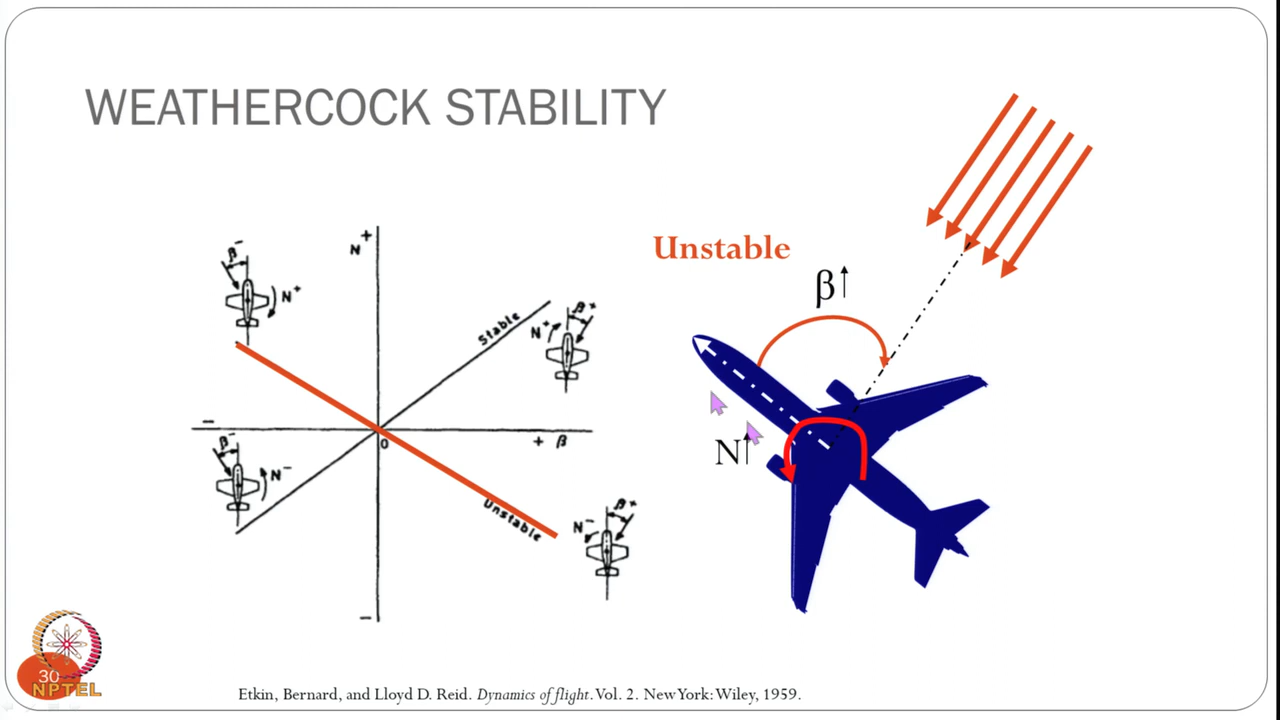 WEATHERCOCK STABILITY
N+
β-
N+
Stable
N+
β+
Unstable
β↑
-
0
+ β
β-
N-
N↑
Unstable
N-
β+
-
30
NPTEL
Etkin, Bernard, and Lloyd D. Reid. Dynamics of flight. Vol. 2. New York: Wiley, 1959.